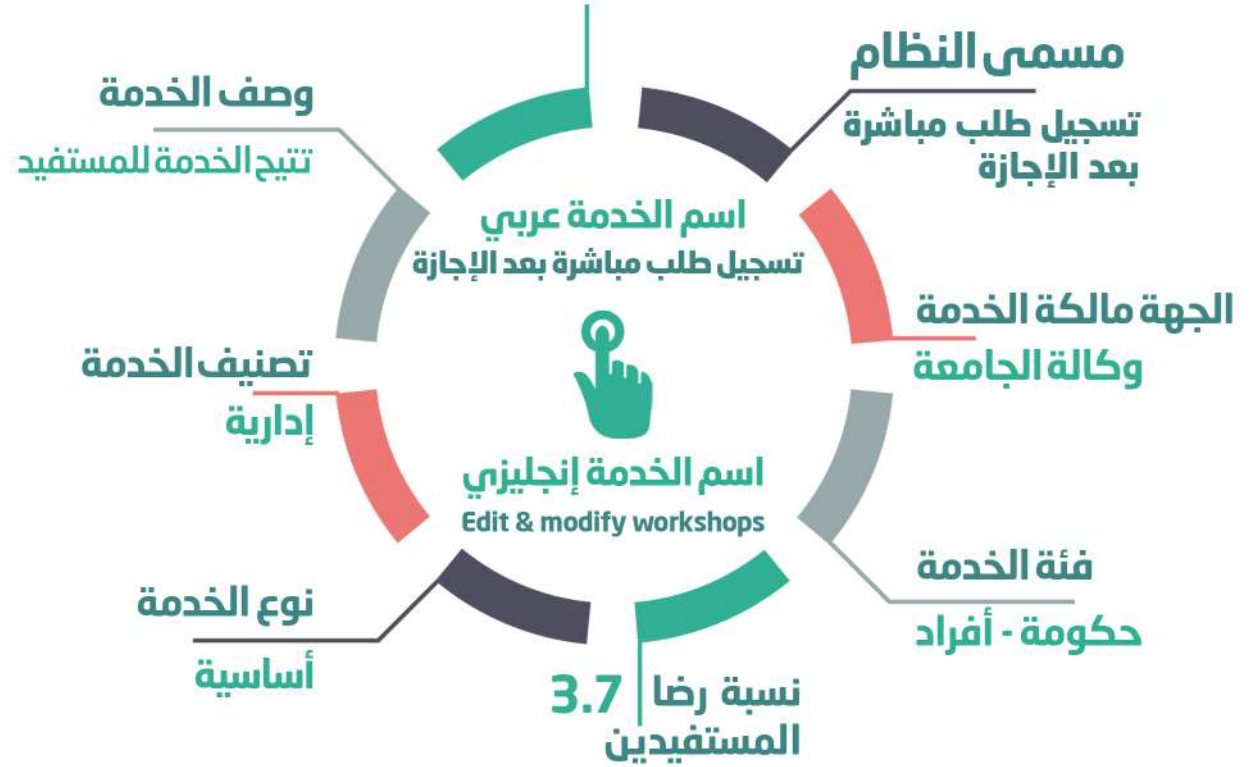 مسمى النظام
تسجيل طلب مباشرة
بعد الإجازة
الجهة مالكة الخدمة
وكالة الجامعة
فئة الخدمة
حكومة - أفراد
نسبة رضا
المستفيدين
3.7
نوع الخدمة
أساسية
تصنيف الخدمة
إدارية
وصف الخدمة
تتيح الخدمة للمستفيد
اسم الخدمة عربي
تسجيل طلب مباشرة بعد الإجازة
اسم الخدمة إنجليزي
Edit & modify workshops